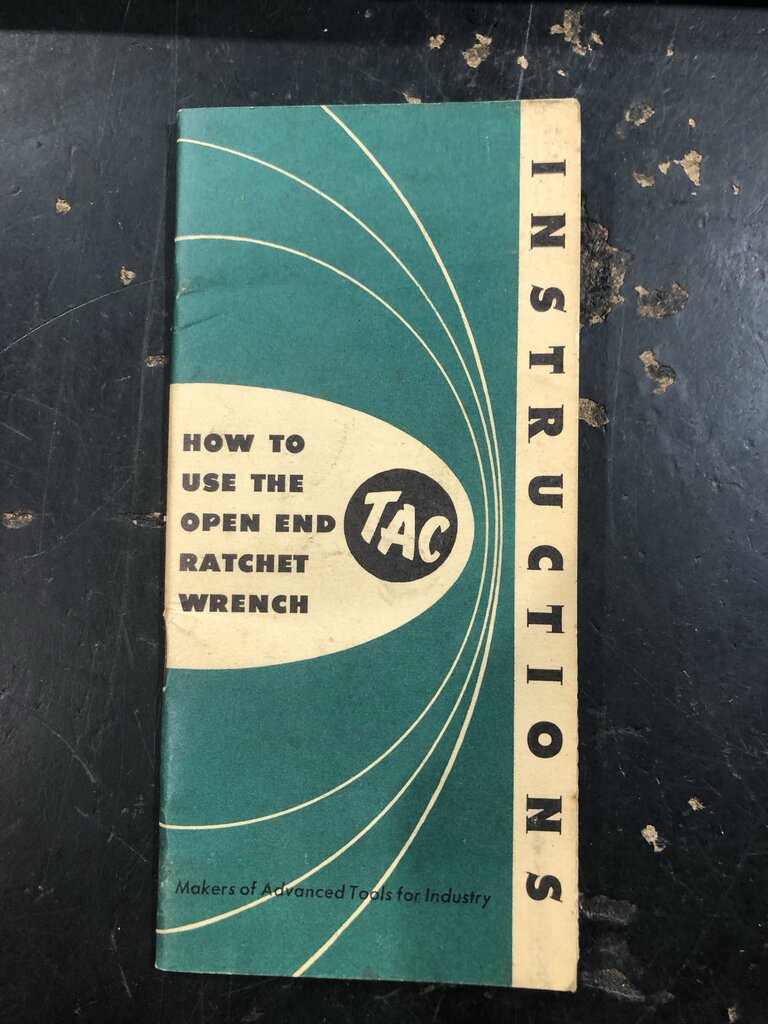 HOW TO
USE THE
OPEN END
RATCHET
WRENCH
TAC
INSTRUCTIONS
Makers of Advanced Tools for Industry